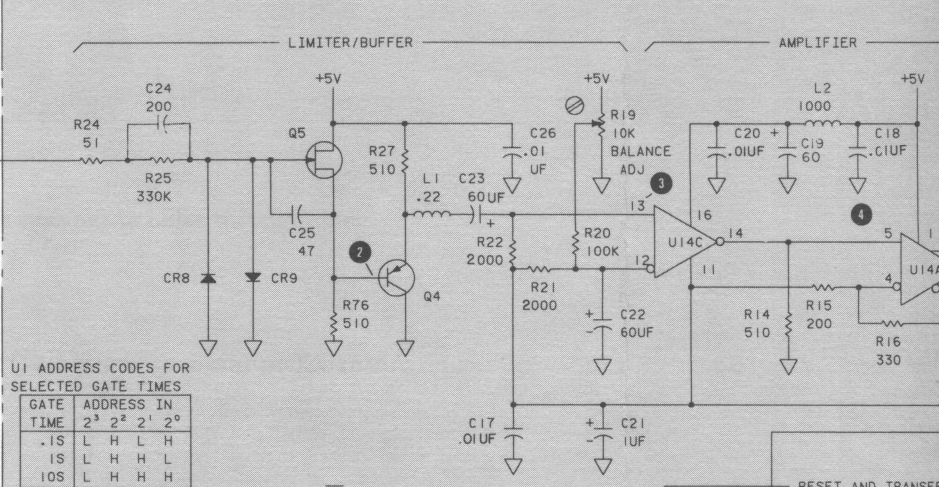 LIMITER/BUFFER
AMPLIFIER
+5V
+5V
+5V
C24
200
R24
51
R25
330K
Q5
R27
510
C26
.01
UF
R19
10K
BALANCE
ADJ
L2
1000
C20
.01UF
+
C19
60
C18
.01UF
L1
.22
C23
60UF
+
C25
47
3
13
16
4
2
R22
2000
R20
100K
U14C
14
5
1
12
11
U14A
4
CR8
CR9
Q4
R21
2000
R76
510
+
-
C22
60UF
R14
510
R15
200
R16
330
U1 ADDRESS CODES FOR
SELECTED GATE TIMES
GATE ADDRESS IN
TIME 2³ 2² 2¹ 2⁰
.1S L H L H
1S L H H L
10S L H H H
C17
.01UF
+
-
C21
1UF
RESET AND TRANSFE